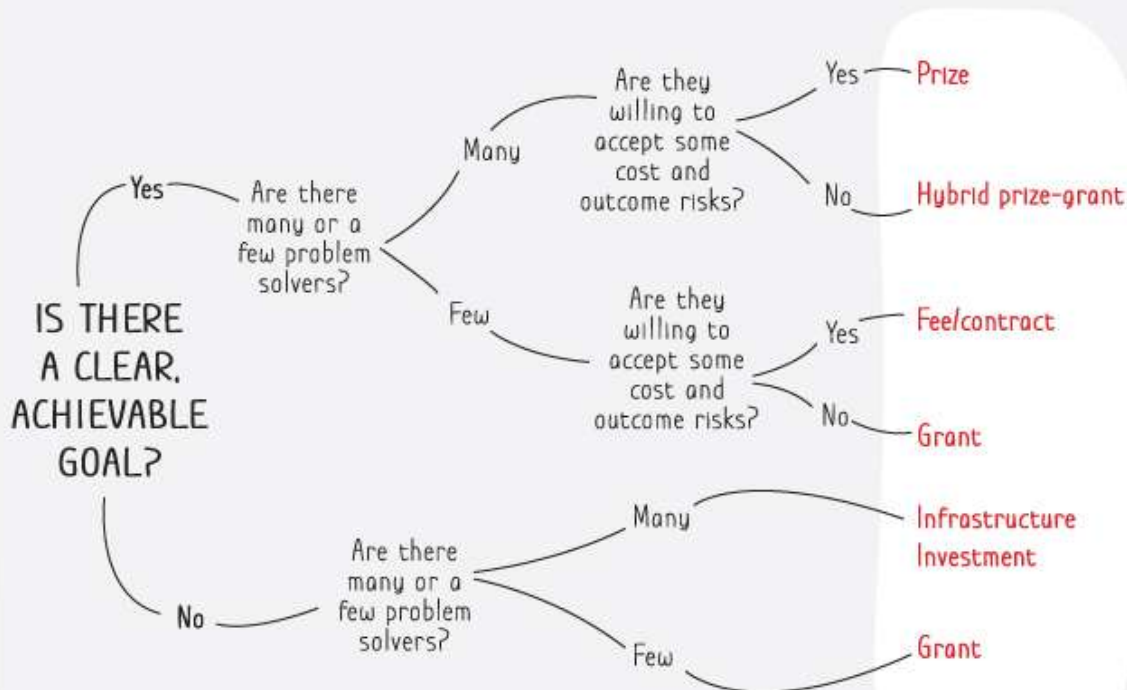 IS THERE
A CLEAR,
ACHIEVABLE
GOAL?
Yes
Are there
many or a
few problem
solvers?
Many
Are they
willing to
accept some
cost and
outcome risks?
Yes
Prize
No
Hybrid prize-grant
Few
Are they
willing to
accept some
cost and
outcome risks?
Yes
Fee/contract
No
Grant
No
Are there
many or a
few problem
solvers?
Many
Infrastructure
Investment
Few
Grant